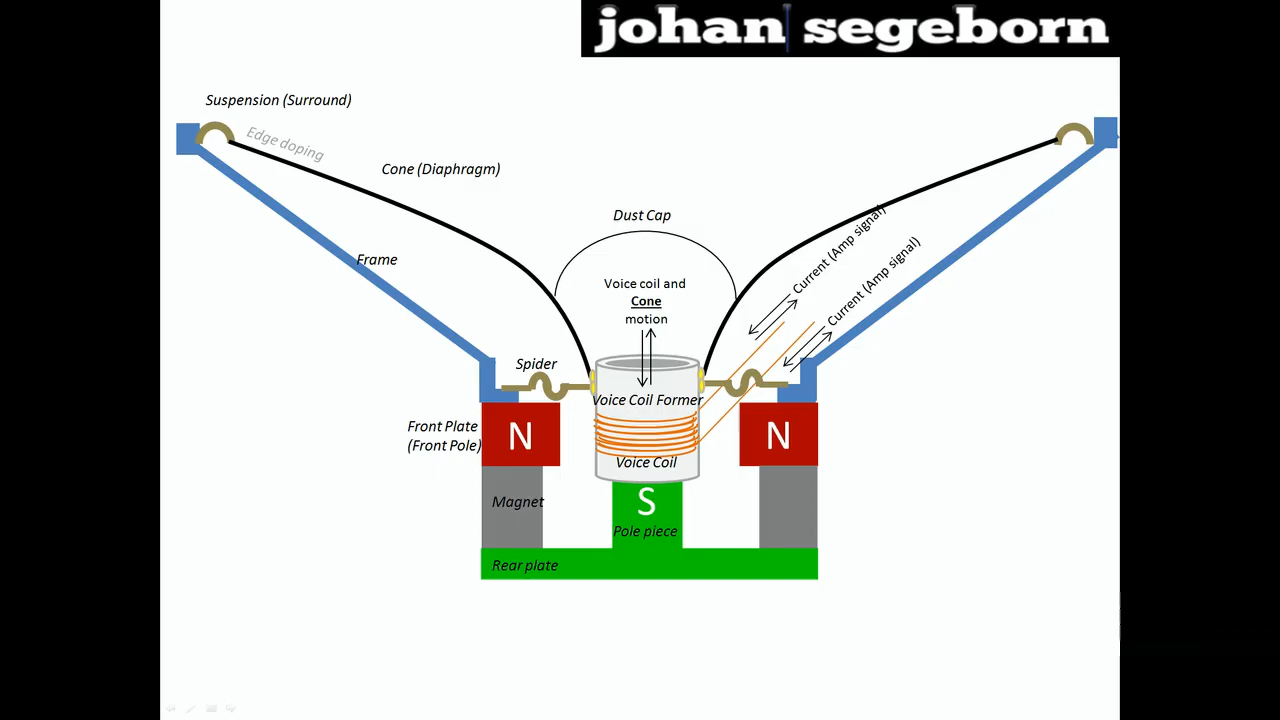 johan segeborn
Suspension (Surround)
Edge doping
Cone (Diaphragm)
Dust Cap
Current (Amp signal)
Current (Amp signal)
Frame
Voice coil and
Cone
motion
Spider
Voice Coil Former
Front Plate
(Front Pole)
N
N
Voice Coil
Magnet
S
Pole piece
Rear plate